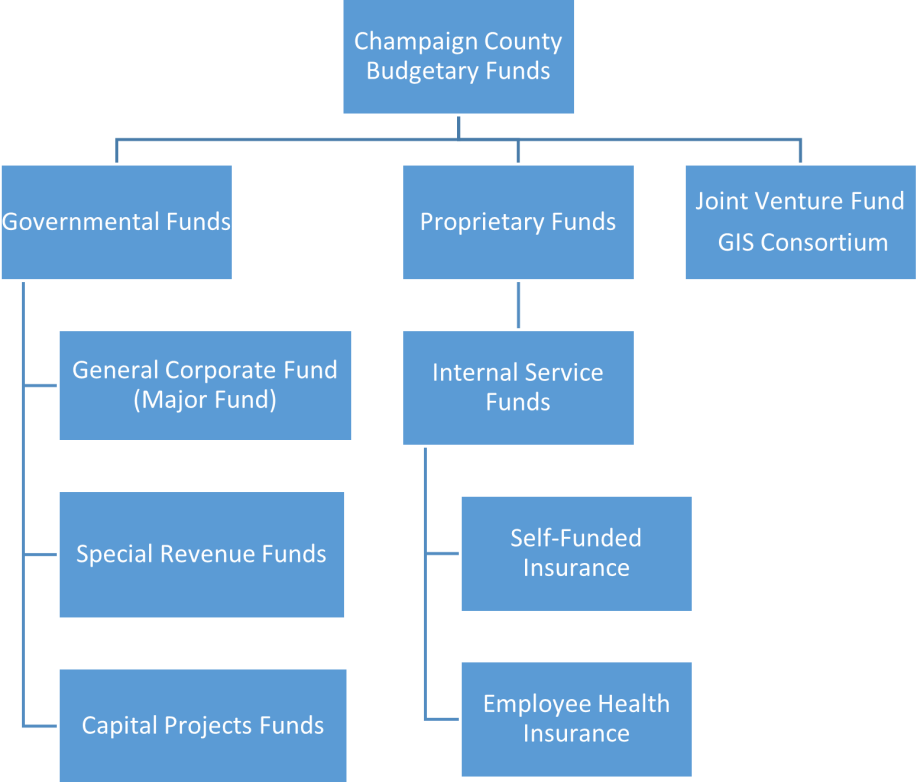 Champaign County
Budgetary Funds
Governmental Funds
Proprietary Funds
Joint Venture Fund
GIS Consortium
General Corporate Fund
(Major Fund)
Internal Service
Funds
Special Revenue Funds
Self-Funded
Insurance
Capital Projects Funds
Employee Health
Insurance